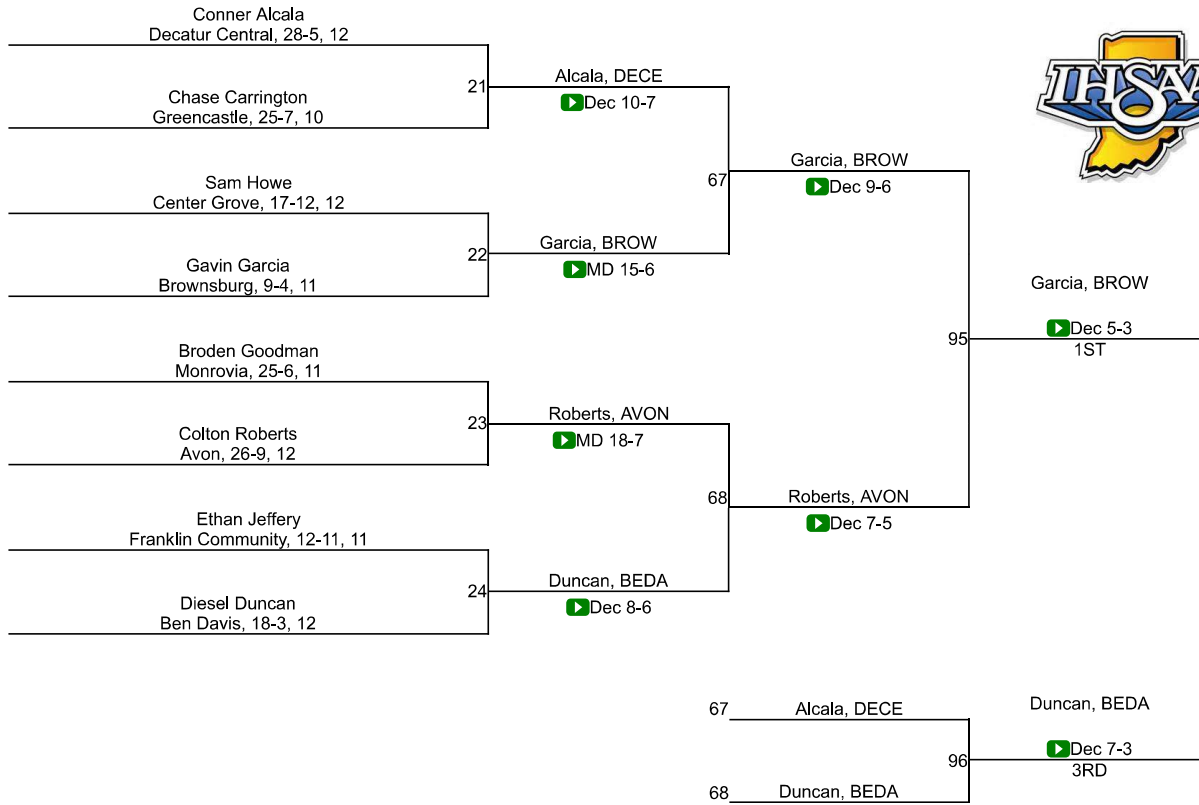 Conner Alcala
Decatur Central, 28-5, 12
Chase Carrington
Greencastle, 25-7, 10
Sam Howe
Center Grove, 17-12, 12
Gavin Garcia
Brownsburg, 9-4, 11
Broden Goodman
Monrovia, 25-6, 11
Colton Roberts
Avon, 26-9, 12
Ethan Jeffery
Franklin Community, 12-11, 11
Diesel Duncan
Ben Davis, 18-3, 12
21
Alcala, DECE
Dec 10-7
22
Garcia, BROW
MD 15-6
23
Roberts, AVON
MD 18-7
24
Duncan, BEDA
Dec 8-6
67
Garcia, BROW
Dec 9-6
68
Roberts, AVON
Dec 7-5
95
Garcia, BROW
Dec 5-3
1ST
IHSAA
67
Alcala, DECE
68
Duncan, BEDA
96
Duncan, BEDA
Dec 7-3
3RD